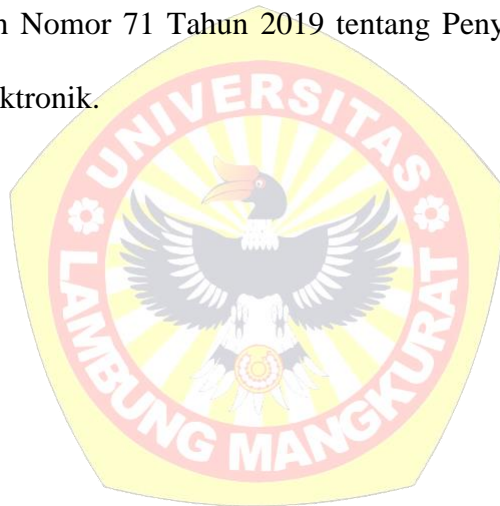 n Nomor 71 Tahun 2019 tentang Peny
ktronik.
UNIVERSITAS
LAMBUNG MANGKURAT